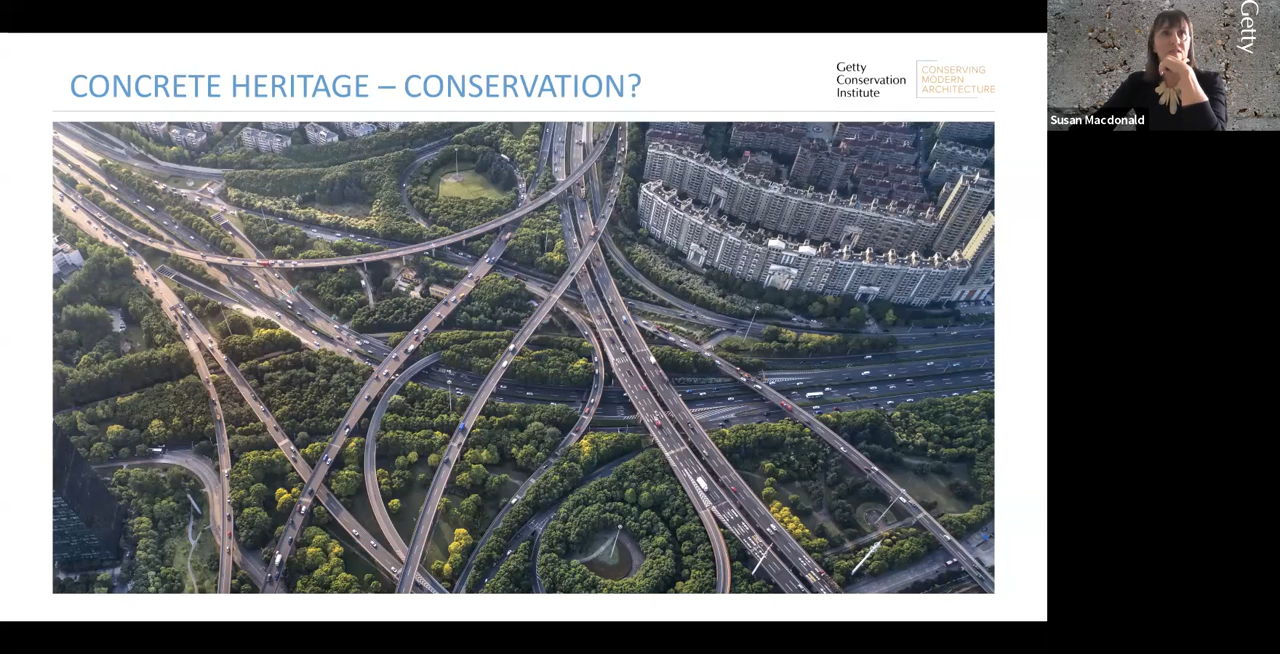 CONCRETE HERITAGE – CONSERVATION?
Getty
Conservation
Institute
CONSERVING
MODERN
ARCHITECTURE
Getty
Susan Macdonald